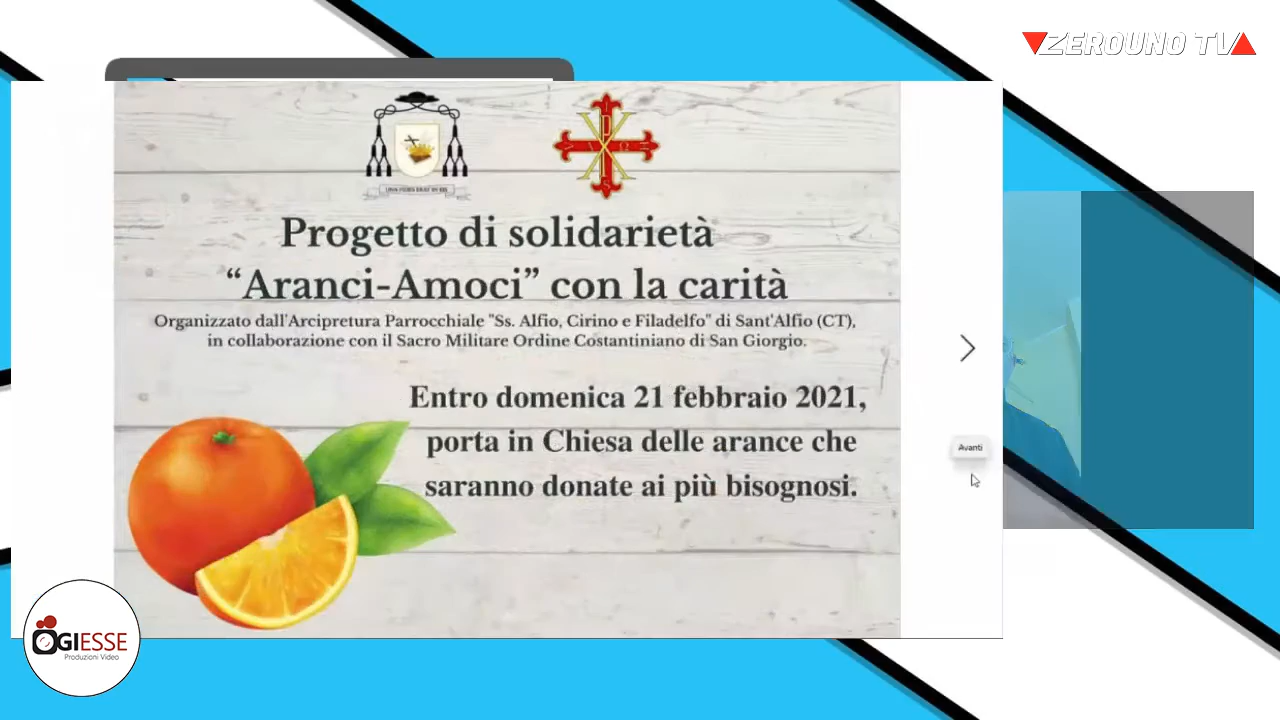 ZEROUNO TV
Progetto di solidarietà
“Aranci-Amoci” con la carità
Organizzato dall'Arcipretura Parrocchiale "Ss. Alfio, Cirino e Filadelfo" di Sant'Alfio (CT),
in collaborazione con il Sacro Militare Ordine Costantiniano di San Giorgio.
Entro domenica 21 febbraio 2021,
porta in Chiesa delle arance che
saranno donate ai più bisognosi.
Avanti
OGIESSE
Produzioni Video